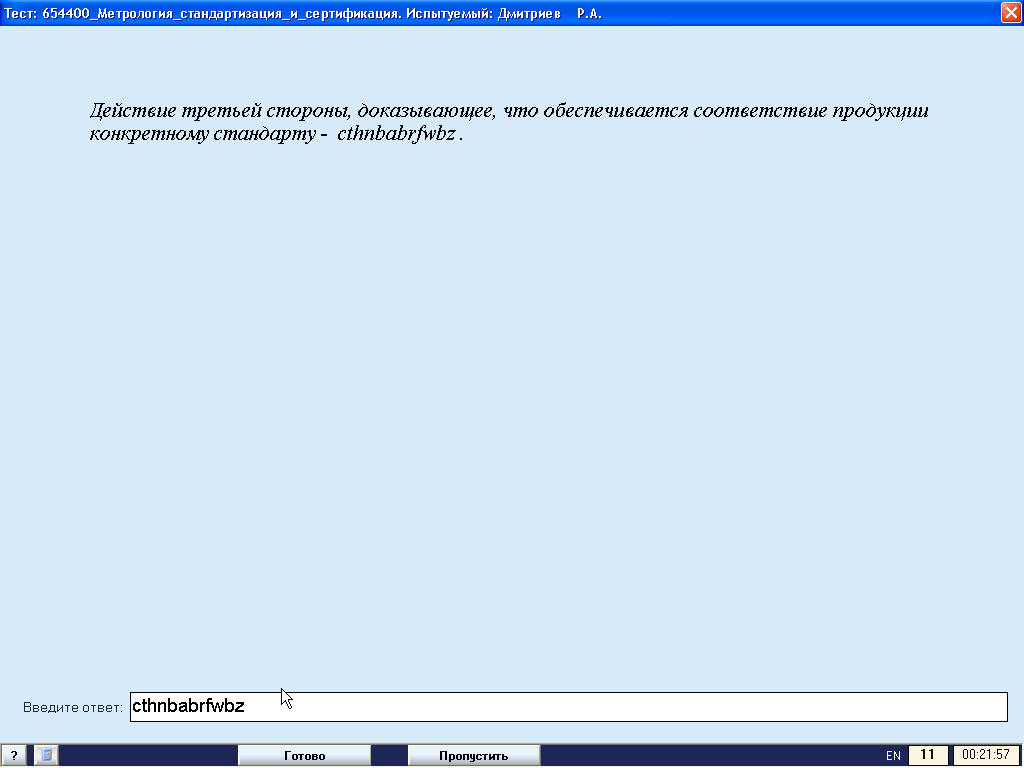 Тест: 654400_Метрология_стандартизация_и_сертификация. Испытуемый: Дмитриев Р.А.
Действие третьей стороны, доказывающее, что обеспечивается соответствие продукции
конкретному стандарту - cthnbabrfwbz .
Введите ответ: cthnbabrfwbz
? Готово Пропустить EN 11 00:21:57